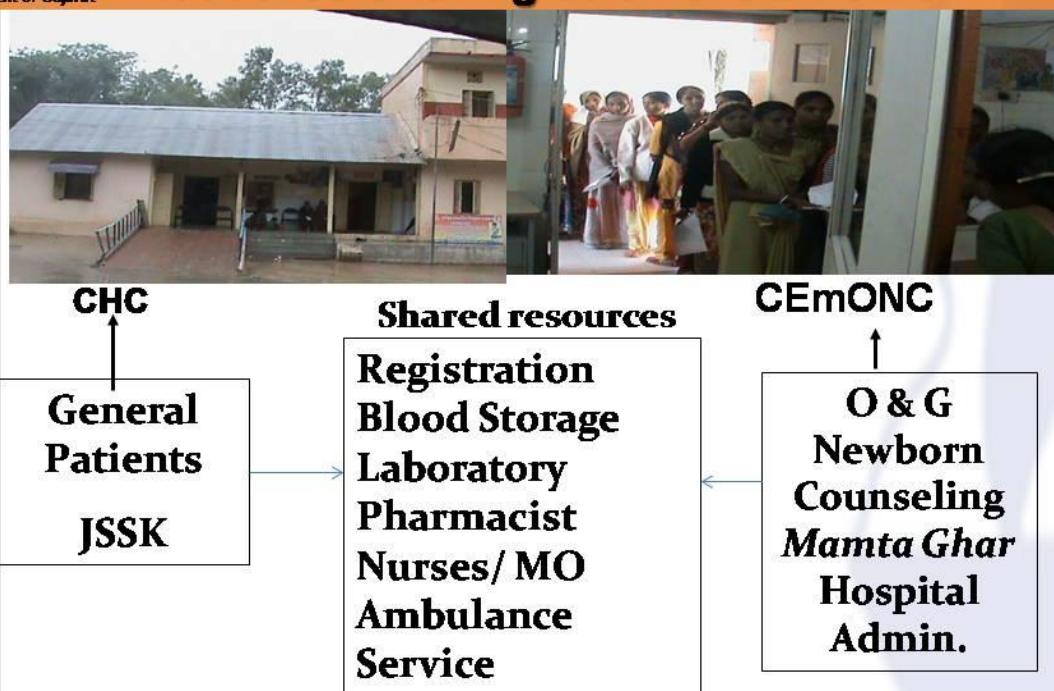 CHC
CEmONC
Shared resources
General
Patients
JSSK
Registration
Blood Storage
Laboratory
Pharmacist
Nurses/ MO
Ambulance
Service
O & G
Newborn
Counseling
Mamta Ghar
Hospital
Admin.